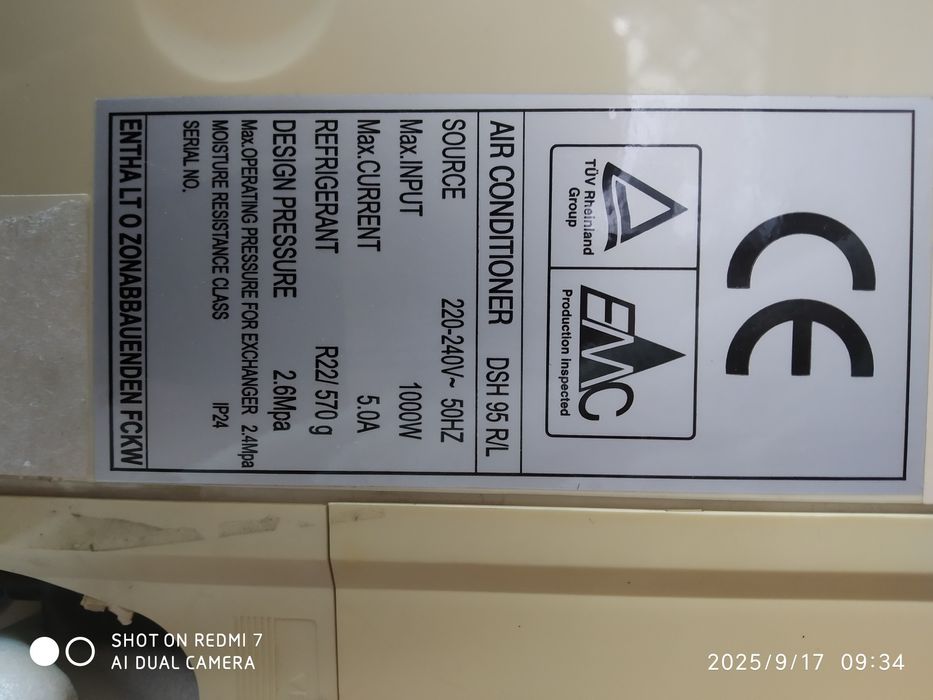 CE
TÜV Rheinland
Group
EMC
Production inspected
AIR CONDITIONER DSH 95 R/L
SOURCE 220-240V~ 50HZ
Max.INPUT 1000W
Max.CURRENT 5.0A
REFRIGERANT R22/ 570 g
DESIGN PRESSURE 2.6Mpa
Max.OPERATING PRESSURE FOR EXCHANGER 2.4Mpa
MOISTURE RESISTANCE CLASS IP24
SERIAL NO.
ENTHA LT O ZONABBAUENDEN FCKW
SHOT ON REDMI 7
AI DUAL CAMERA
2025/9/17 09:34